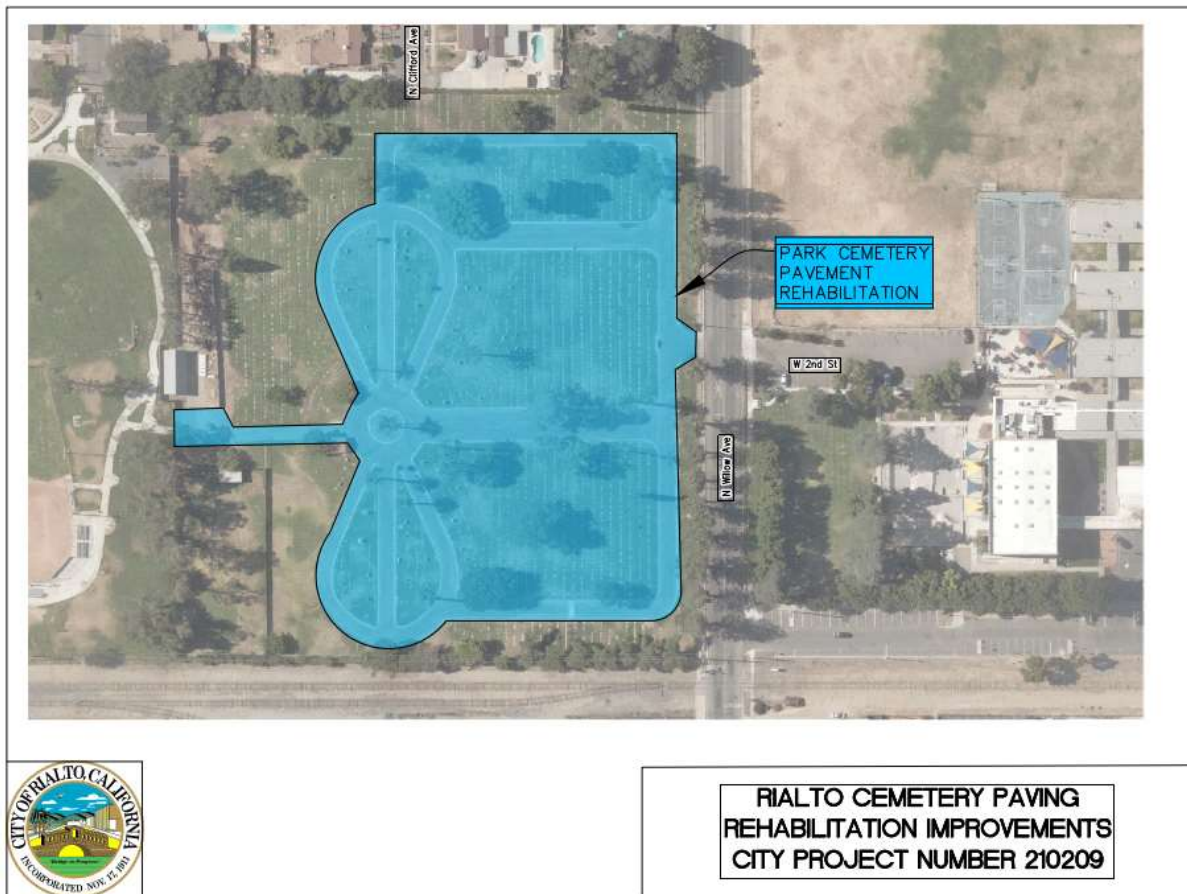 N Clifford Ave
PARK CEMETERY
PAVEMENT
REHABILITATION
W 2nd St
N Willow Ave
CITY OF RIALTO, CALIFORNIA
INCORPORATED NOV. 17, 1911
RIALTO CEMETERY PAVING
REHABILITATION IMPROVEMENTS
CITY PROJECT NUMBER 210209